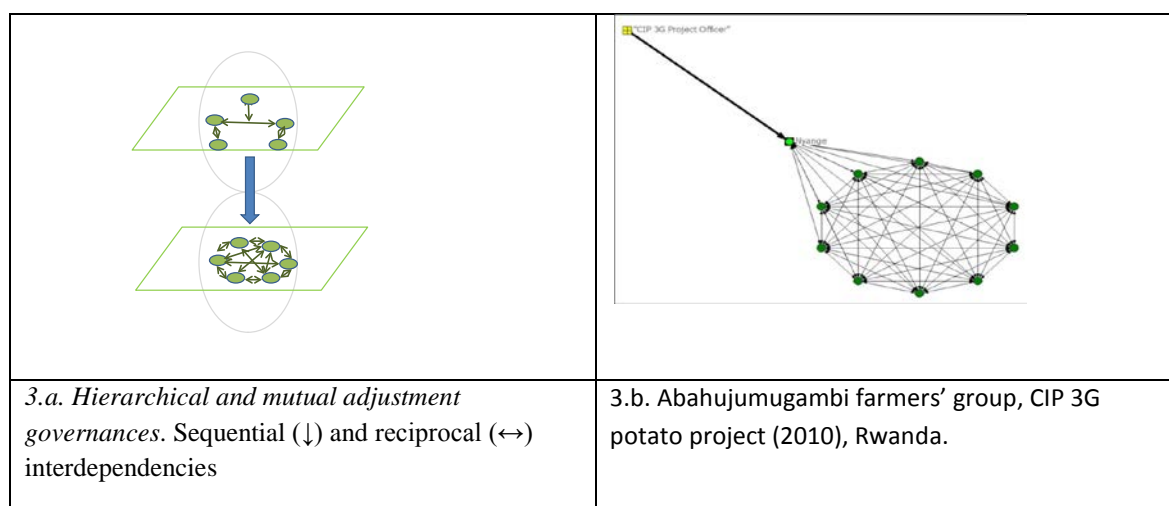 "CIP 3G Project Officer"
Nyange
3.a. Hierarchical and mutual adjustment
governances. Sequential (↓) and reciprocal (↔)
interdependencies
3.b. Abahujumugambi farmers’ group, CIP 3G
potato project (2010), Rwanda.